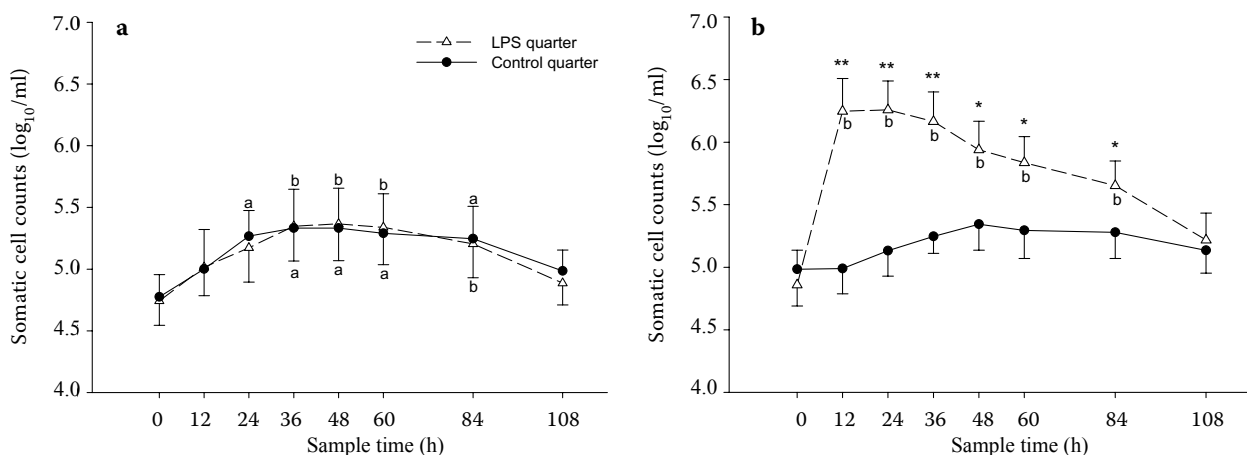 a
LPS quarter
Control quarter
Somatic cell counts (log10/ml)
7.0
6.5
6.0
5.5
5.0
4.5
4.0
a b b b a
a a a b
0 12 24 36 48 60 84 108
Sample time (h)
b
Somatic cell counts (log10/ml)
7.0
6.5
6.0
5.5
5.0
4.5
4.0
** ** ** * * *
b b b b b b
0 12 24 36 48 60 84 108
Sample time (h)